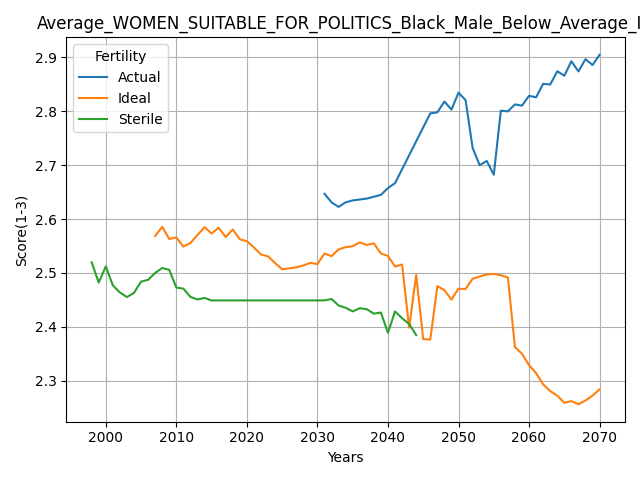 Average_WOMEN_SUITABLE_FOR_POLITICS_Black_Male_Below_Average_I
Fertility
Actual
Ideal
Sterile
Score(1-3)
2.9
2.8
2.7
2.6
2.5
2.4
2.3
2000 2010 2020 2030 2040 2050 2060 2070
Years